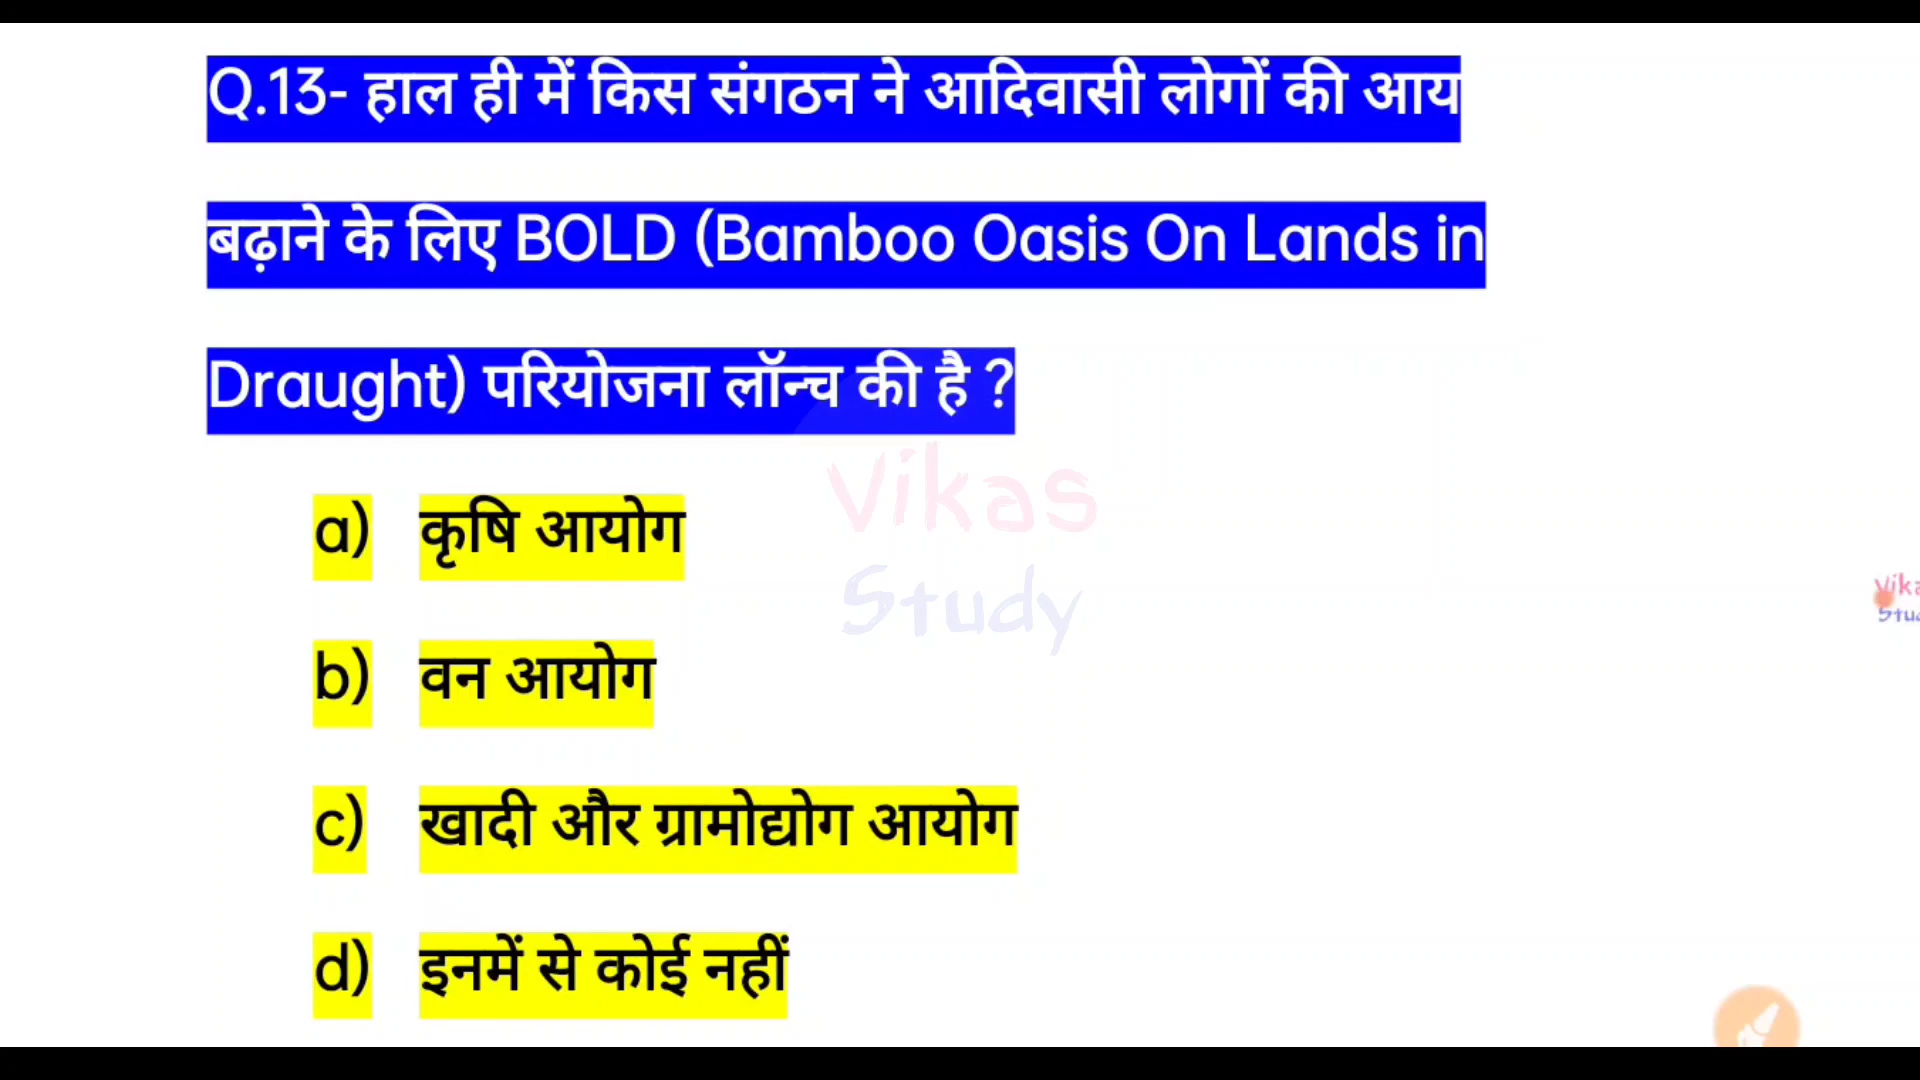 Q.13- हाल ही में किस संगठन ने आदिवासी लोगों की आय
बढ़ाने के लिए BOLD (Bamboo Oasis On Lands in
Draught) परियोजना लॉन्च की है ?
Vikas
Study
a) कृषि आयोग
b) वन आयोग
c) खादी और ग्रामोद्योग आयोग
d) इनमें से कोई नहीं